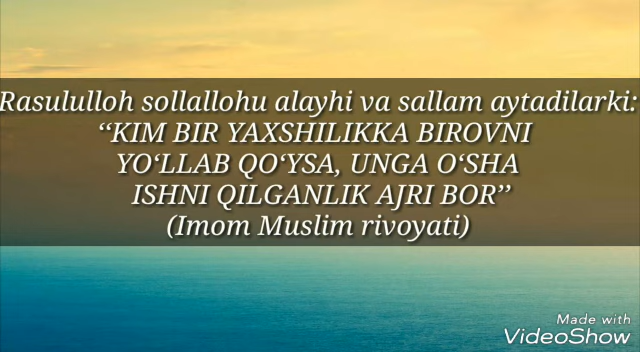 Rasululloh sollallohu alayhi va sallam aytadilarki:
‘‘KIM BIR YAXSHILIKKA BIROVNI
YO‘LLAB QO‘YSA, UNGA O‘SHA
ISHNI QILGANLIK AJRI BOR’’
(Imom Muslim rivoyati)
Made with
VideoShow